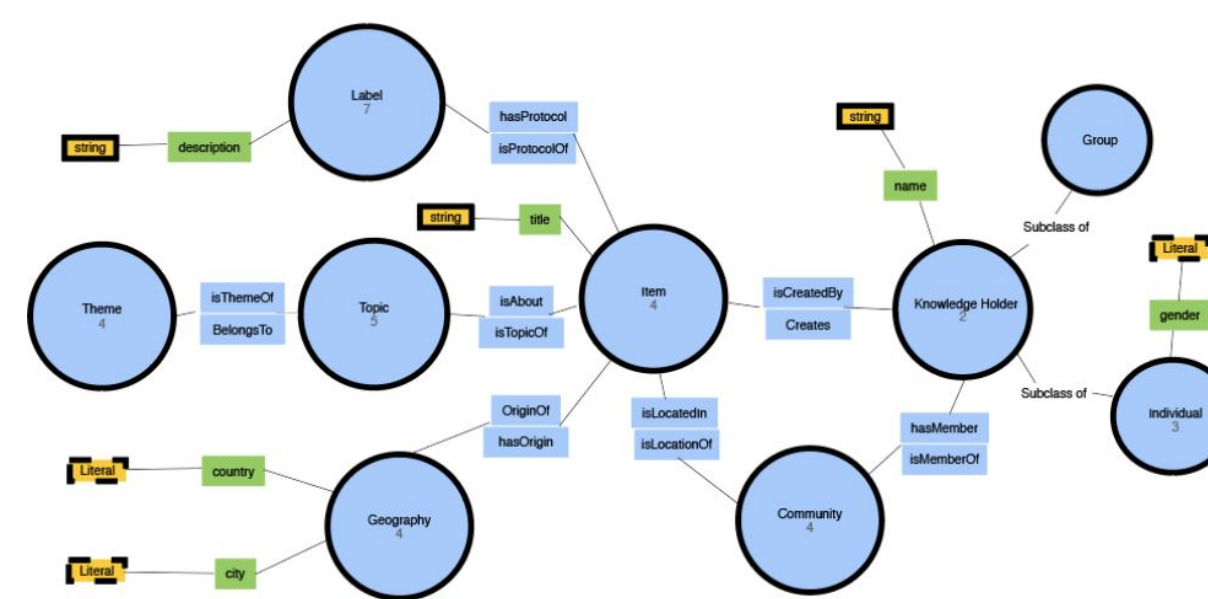 Label
7
hasProtocol
isProtocolOf
string
description
string
name
Group
string
title
Subclass of
Literal
gender
Theme
4
isThemeOf
BelongsTo
Topic
5
isAbout
isTopicOf
Item
4
isCreatedBy
Creates
Knowledge Holder
2
Subclass of
Individual
3
OriginOf
hasOrigin
isLocatedIn
isLocationOf
hasMember
isMemberOf
Literal
country
Geography
4
Community
4
Literal
city